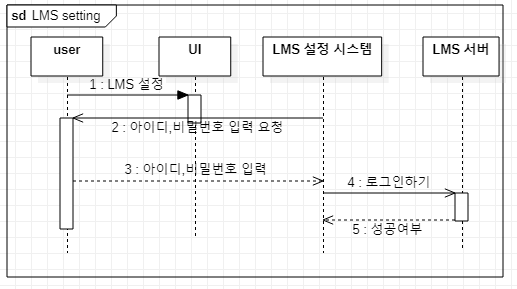 sd LMS setting
user
UI
LMS 설정 시스템
LMS 서버
1 : LMS 설정
2 : 아이디,비밀번호 입력 요청
3 : 아이디,비밀번호 입력
4 : 로그인하기
5 : 성공여부